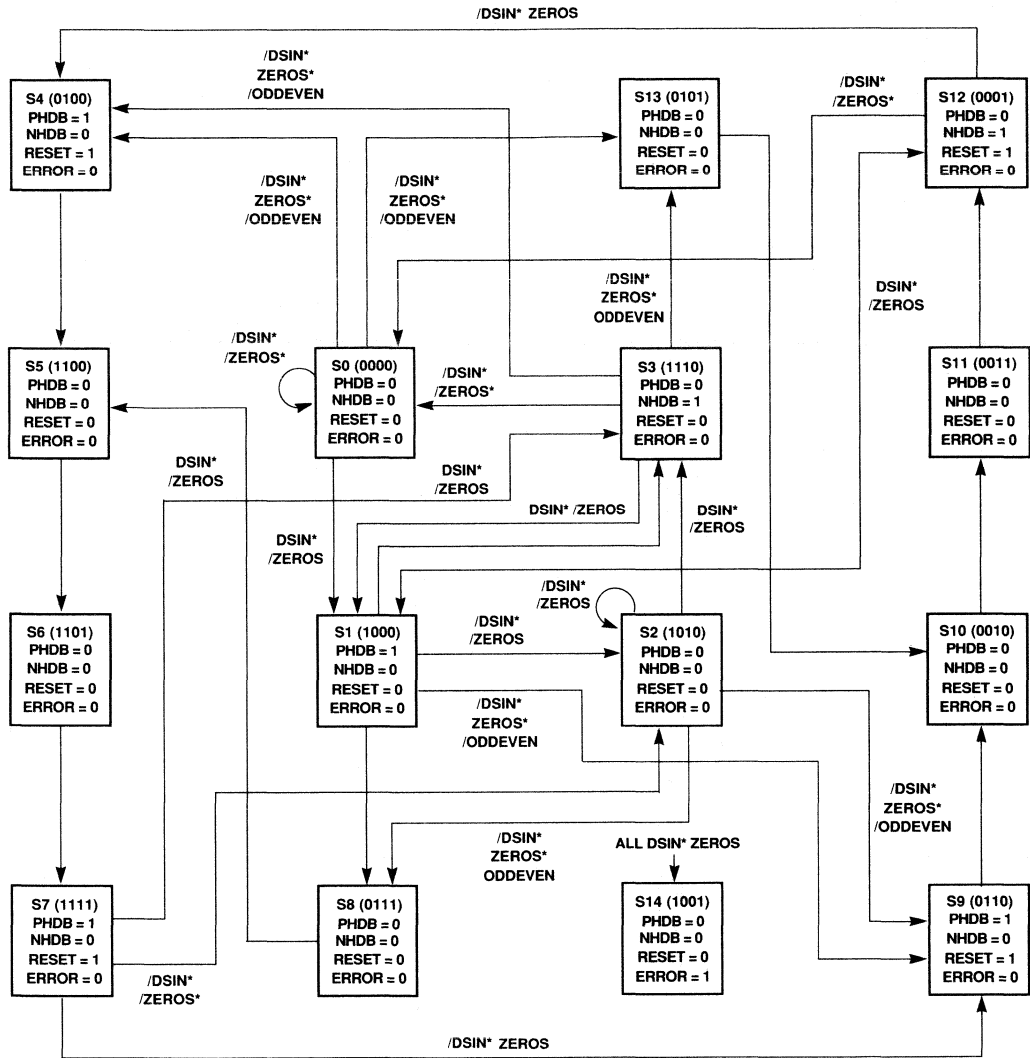 /DSIN* ZEROS
/DSIN*
ZEROS*
/ODDEVEN
/DSIN*
/ZEROS*
S4 (0100)
PHDB = 1
NHDB = 0
RESET = 1
ERROR = 0
S13 (0101)
PHDB = 0
NHDB = 0
RESET = 0
ERROR = 0
S12 (0001)
PHDB = 0
NHDB = 1
RESET = 1
ERROR = 0
/DSIN*
ZEROS*
/ODDEVEN
/DSIN*
ZEROS*
/ODDEVEN
/DSIN*
ZEROS*
ODDEVEN
DSIN*
/ZEROS
/DSIN*
/ZEROS*
S5 (1100)
PHDB = 0
NHDB = 0
RESET = 0
ERROR = 0
S0 (0000)
PHDB = 0
NHDB = 0
RESET = 0
ERROR = 0
/DSIN*
/ZEROS*
S3 (1110)
PHDB = 0
NHDB = 1
RESET = 0
ERROR = 0
S11 (0011)
PHDB = 0
NHDB = 0
RESET = 0
ERROR = 0
DSIN*
/ZEROS
DSIN*
/ZEROS
DSIN*
/ZEROS
DSIN* /ZEROS
DSIN*
/ZEROS
/DSIN*
/ZEROS
S6 (1101)
PHDB = 0
NHDB = 0
RESET = 0
ERROR = 0
S1 (1000)
PHDB = 1
NHDB = 0
RESET = 0
ERROR = 0
/DSIN*
/ZEROS
S2 (1010)
PHDB = 0
NHDB = 0
RESET = 0
ERROR = 0
S10 (0010)
PHDB = 0
NHDB = 0
RESET = 0
ERROR = 0
/DSIN*
ZEROS*
/ODDEVEN
/DSIN*
ZEROS*
/ODDEVEN
/DSIN*
ZEROS*
ODDEVEN
ALL DSIN* ZEROS
S7 (1111)
PHDB = 1
NHDB = 0
RESET = 1
ERROR = 0
S8 (0111)
PHDB = 0
NHDB = 0
RESET = 0
ERROR = 0
S14 (1001)
PHDB = 0
NHDB = 0
RESET = 0
ERROR = 1
S9 (0110)
PHDB = 1
NHDB = 0
RESET = 1
ERROR = 0
/DSIN*
/ZEROS*
/DSIN* ZEROS